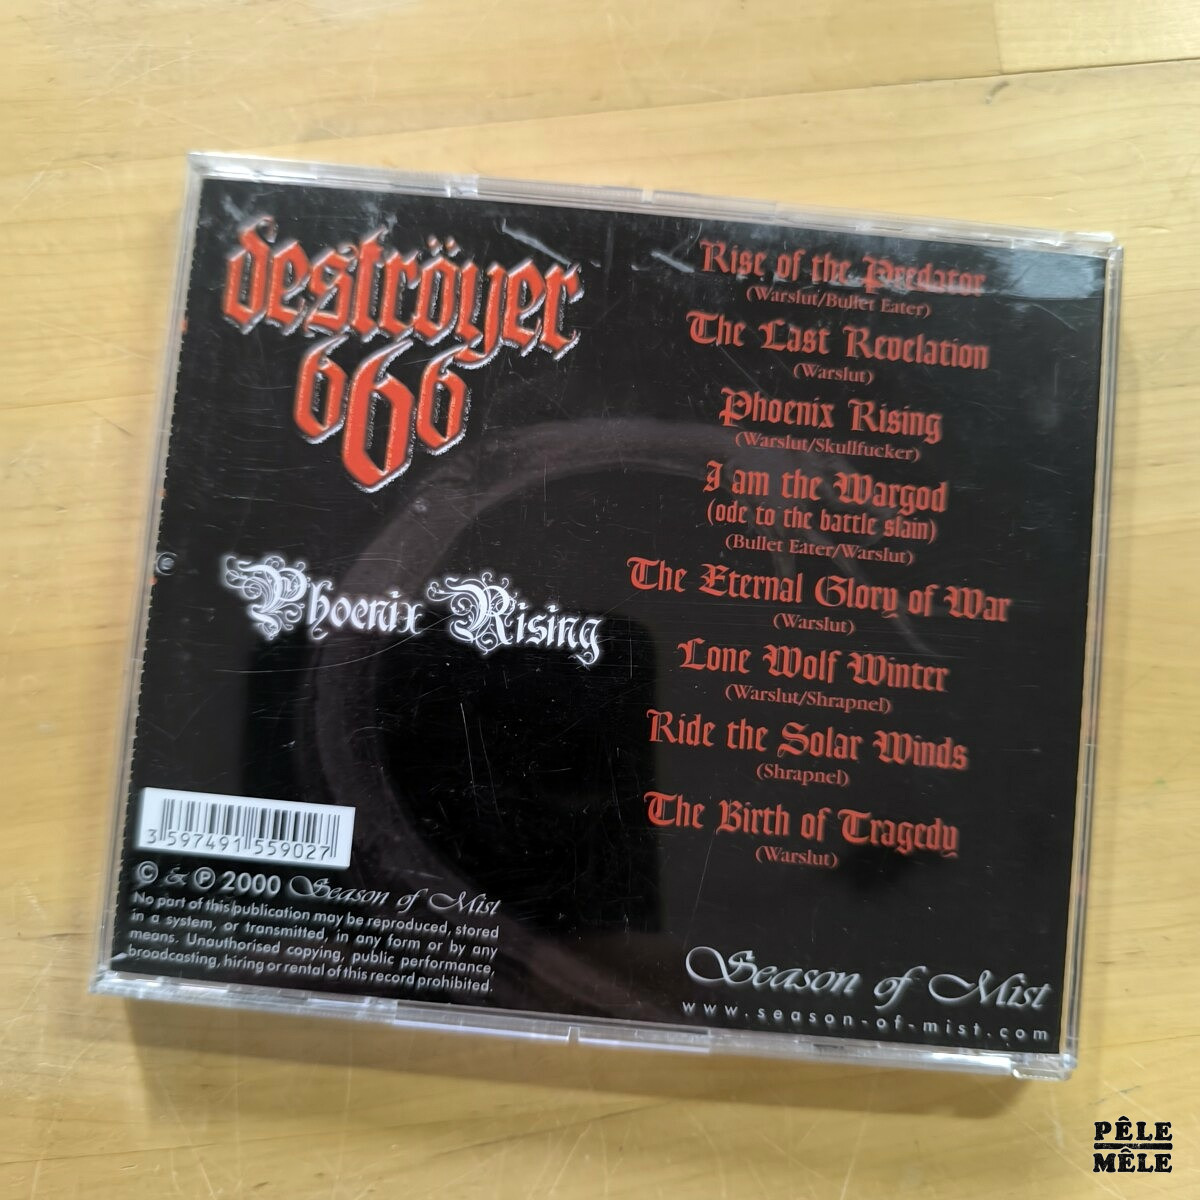 deströyer
666
Phoenix Rising
Rise of the Predator
(Warslut/Bullet Eater)
The Last Revelation
(Warslut)
Phoenix Rising
(Warslut/Skullfucker)
I am the Wargod
(ode to the battle slain)
(Bullet Eater/Warslut)
The Eternal Glory of War
(Warslut)
Lone Wolf Winter
(Warslut/Shrapnel)
Ride the Solar Winds
(Shrapnel)
The Birth of Tragedy
(Warslut)
3 597491 559027
© & ℗ 2000 Season of Mist
No part of this publication may be reproduced, stored
in a system, or transmitted, in any form or by any
means. Unauthorised copying, public performance,
broadcasting, hiring or rental of this record prohibited.
Season of Mist
www.season-of-mist.com
PÊLE
MÊLE